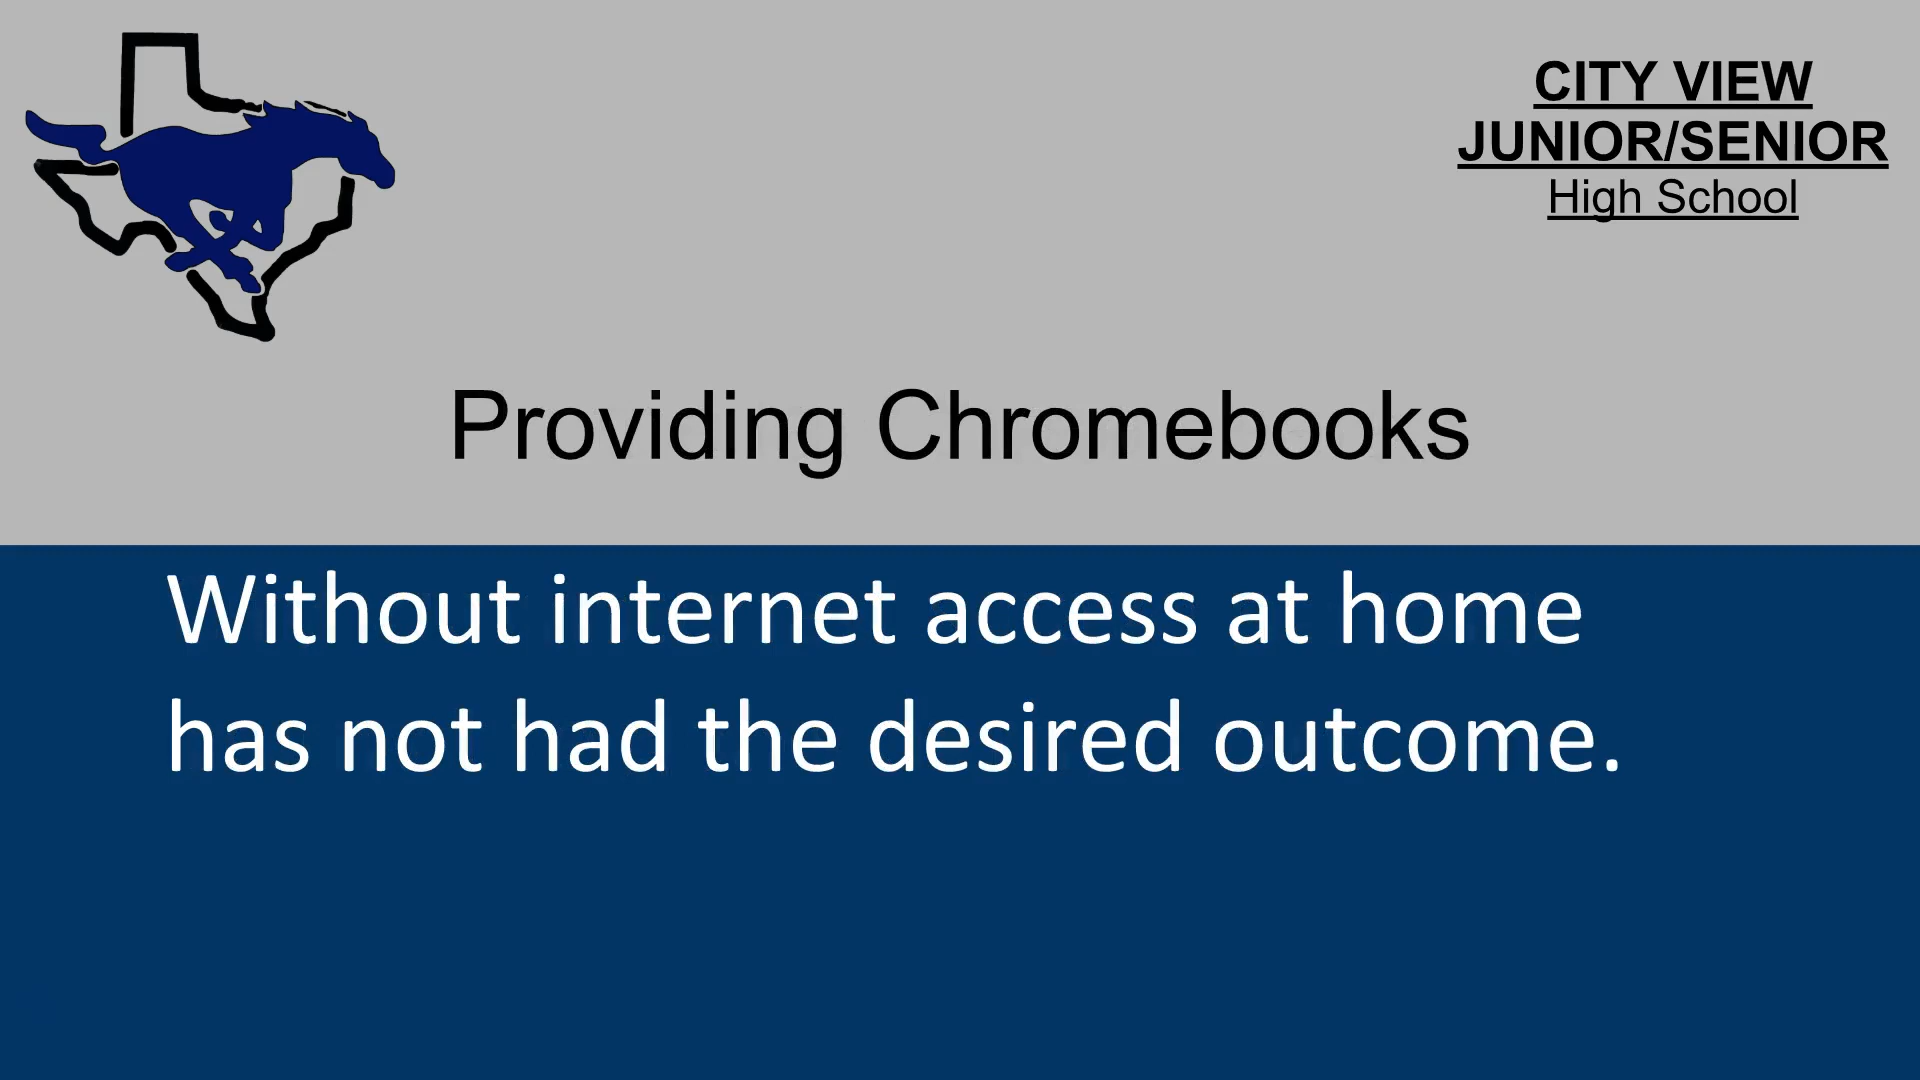 CITY VIEW
JUNIOR/SENIOR
High School
Providing Chromebooks
Without internet access at home
has not had the desired outcome.